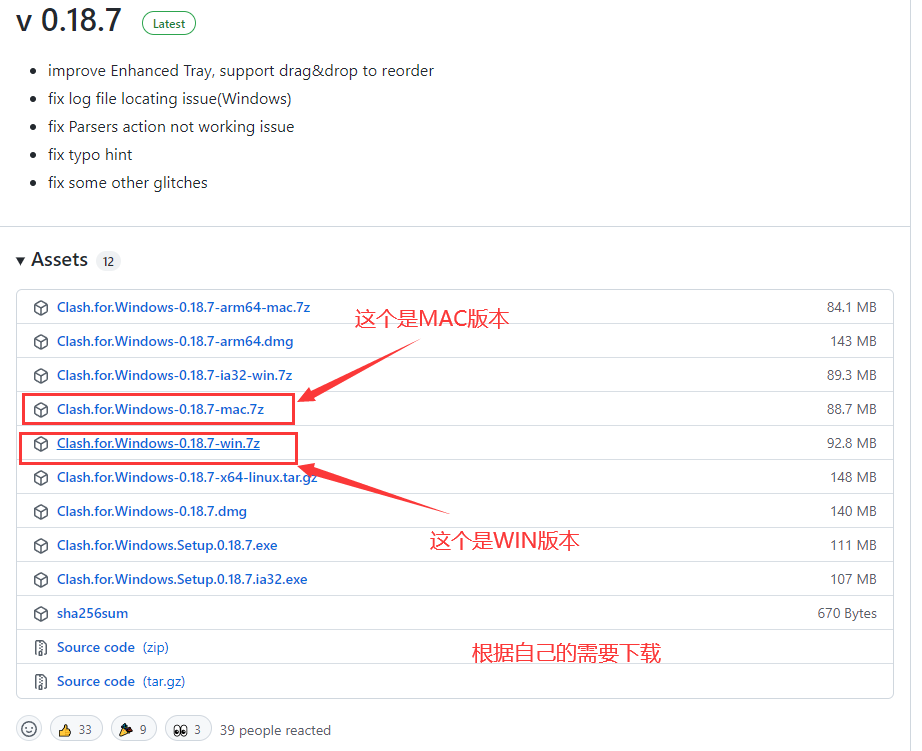 v 0.18.7 Latest
improve Enhanced Tray, support drag&drop to reorder
fix log file locating issue(Windows)
fix Parsers action not working issue
fix typo hint
fix some other glitches
Assets 12
Clash.for.Windows-0.18.7-arm64-mac.7z 84.1 MB
这个是MAC版本
Clash.for.Windows-0.18.7-arm64.dmg 143 MB
Clash.for.Windows-0.18.7-ia32-win.7z 89.3 MB
Clash.for.Windows-0.18.7-mac.7z 88.7 MB
Clash.for.Windows-0.18.7-win.7z 92.8 MB
Clash.for.Windows-0.18.7-x64-linux.tar.gz 148 MB
Clash.for.Windows-0.18.7.dmg 140 MB
这个是WIN版本
Clash.for.Windows.Setup.0.18.7.exe 111 MB
Clash.for.Windows.Setup.0.18.7.ia32.exe 107 MB
sha256sum 670 Bytes
Source code (zip)
根据自己的需要下载
Source code (tar.gz)
33 9 3 39 people reacted